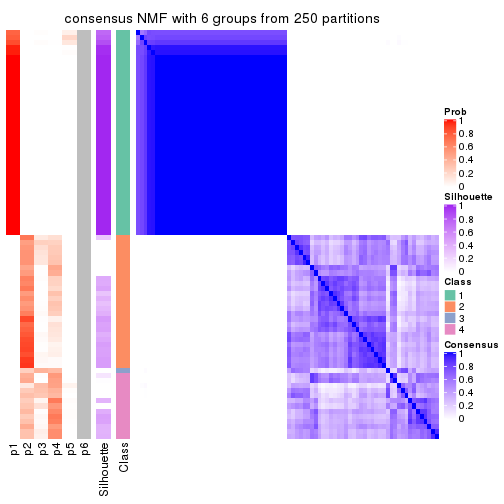 consensus NMF with 6 groups from 250 partitions
Prob
1
0.8
0.6
0.4
0.2
0
Silhouette
1
0.8
0.6
0.4
0.2
0
Class
1
2
3
4
Consensus
1
0.8
0.6
0.4
0.2
0
p1
p2
p3
p4
p5
p6
Silhouette
Class